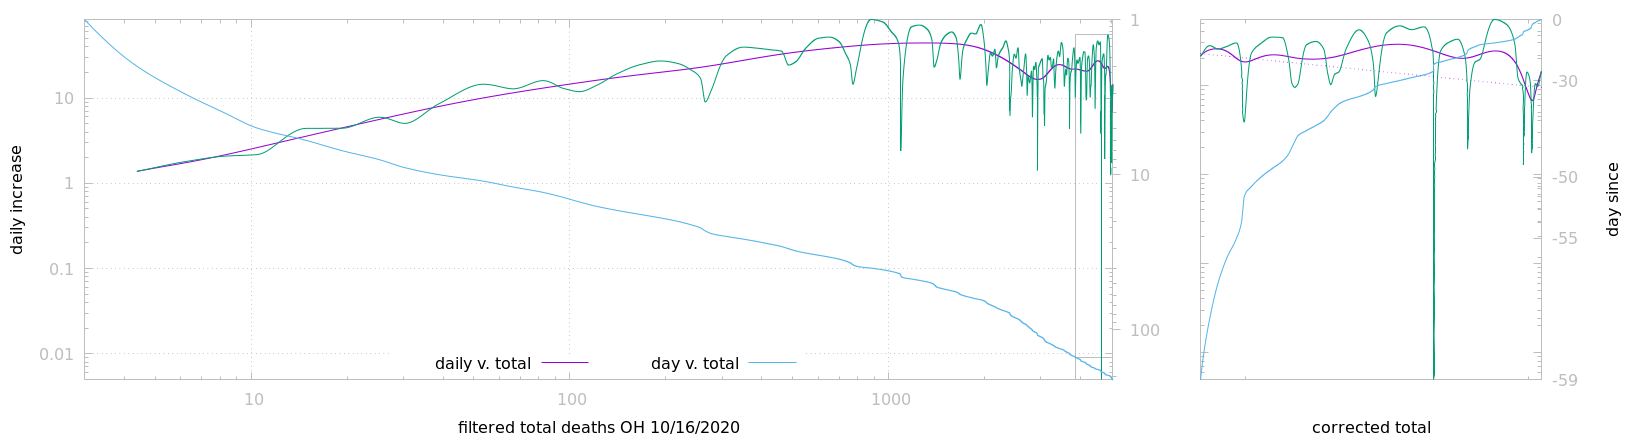 daily increase
10
1
0.1
0.01
10
100
1000
filtered total deaths OH 10/16/2020
daily v. total
day v. total
1
10
100
0
-30
-50
-55
-59
day since
corrected total